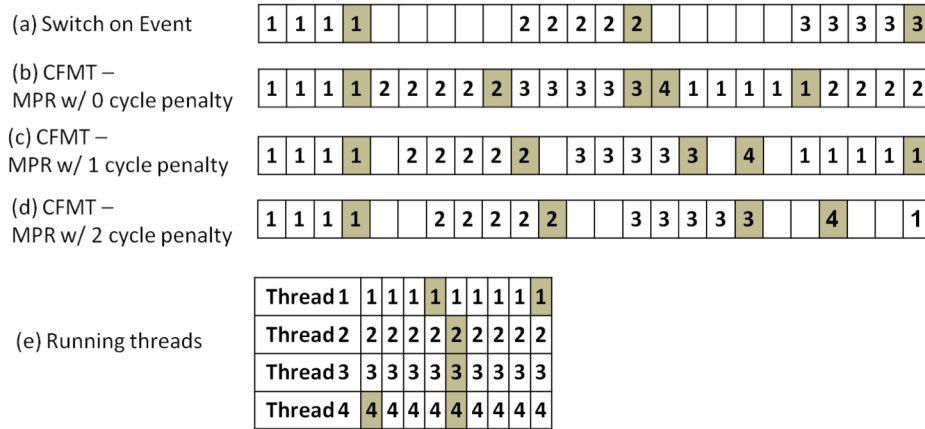 (a) Switch on Event
1 1 1 1 2 2 2 2 2 3 3 3 3 3
(b) CFMT –
MPR w/ 0 cycle penalty
1 1 1 1 2 2 2 2 2 3 3 3 3 3 4 1 1 1 1 1 2 2 2 2
(c) CFMT –
MPR w/ 1 cycle penalty
1 1 1 1 2 2 2 2 2 3 3 3 3 3 4 1 1 1 1 1
(d) CFMT –
MPR w/ 2 cycle penalty
1 1 1 1 2 2 2 2 2 3 3 3 3 3 4 1
(e) Running threads
Thread 1 1 1 1 1 1 1 1 1 1
Thread 2 2 2 2 2 2 2 2 2 2
Thread 3 3 3 3 3 3 3 3 3 3
Thread 4 4 4 4 4 4 4 4 4 4